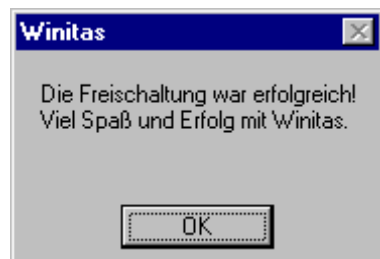 Winitas
Die Freischaltung war erfolgreich!
Viel Spaß und Erfolg mit Winitas.
OK